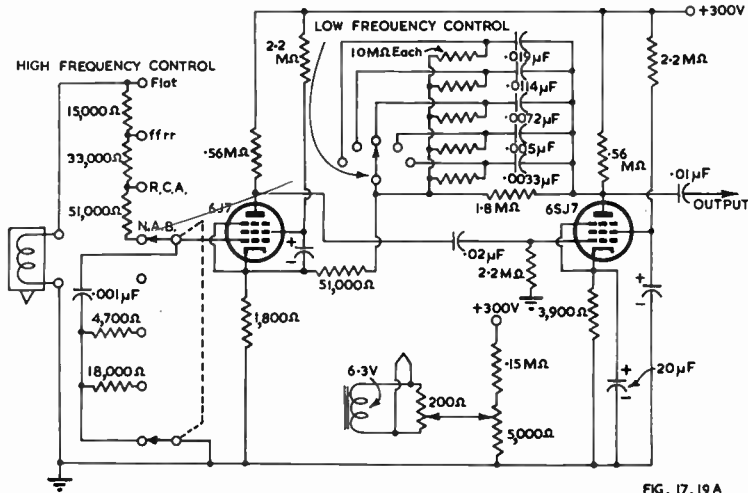 +300V
LOW FREQUENCY CONTROL
2.2
MΩ
10MΩ Each
.019µF
2.2MΩ
HIGH FREQUENCY CONTROL
Flat
15,000Ω
.0114µF
ffrr
.56MΩ
.0072µF
33,000Ω
.005µF
.56
MΩ
R.C.A.
.0033µF
.01µF
51,000Ω
6J7
1.8MΩ
6SJ7
OUTPUT
N.A.B.
+
-
.02µF
.001µF
51,000Ω
2.2MΩ
+
-
4,700Ω
1,800Ω
+300V
3,900Ω
18,000Ω
6.3V
.15MΩ
+
-
20µF
200Ω
5,000Ω
FIG. 17.19A